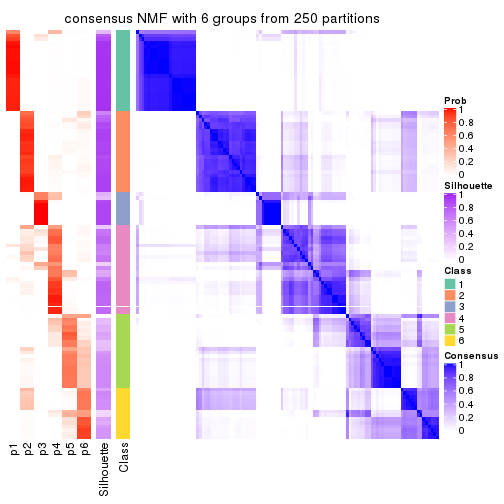 consensus NMF with 6 groups from 250 partitions
Prob
1
0.8
0.6
0.4
0.2
0
Silhouette
1
0.8
0.6
0.4
0.2
0
Class
1
2
3
4
5
6
Consensus
1
0.8
0.6
0.4
0.2
0
p1
p2
p3
p4
p5
p6
Silhouette
Class